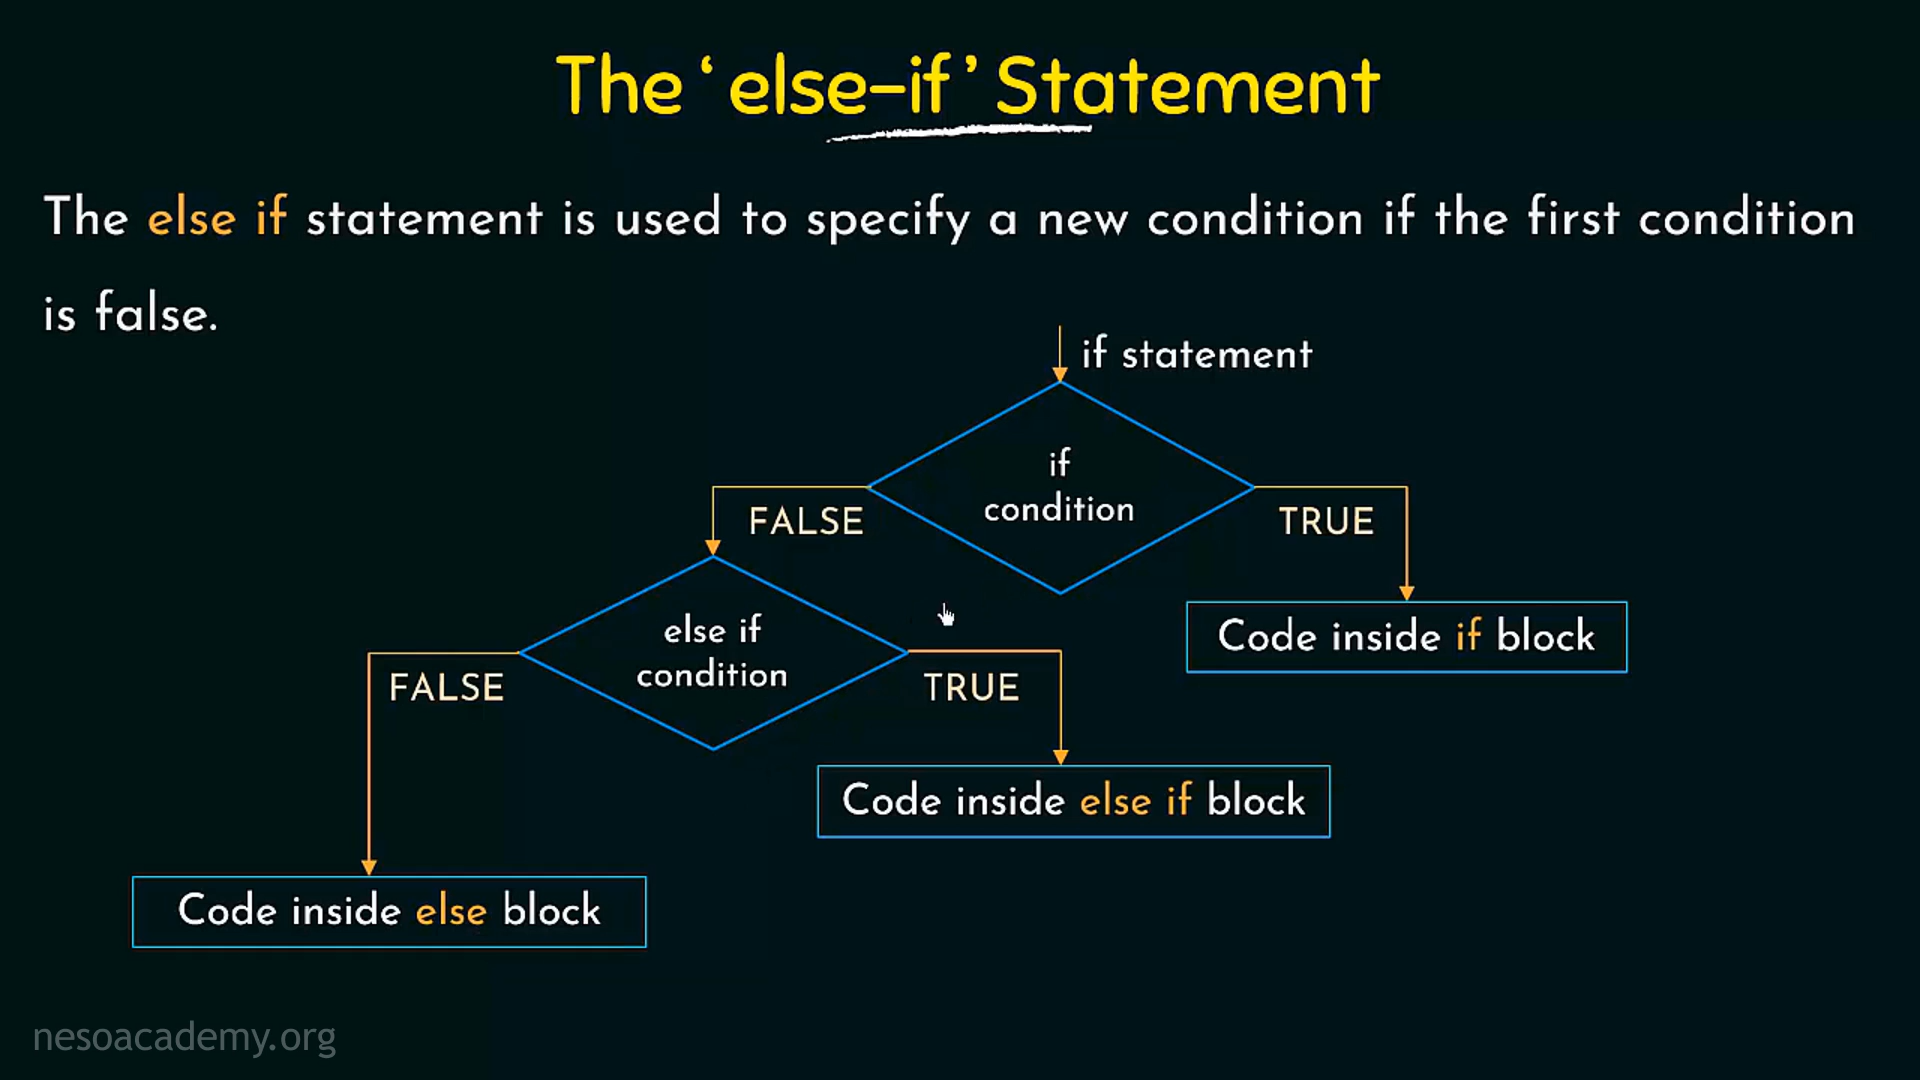 The ‘else-if’ Statement
The else if statement is used to specify a new condition if the first condition
is false.
if statement
if
condition
FALSE
TRUE
else if
condition
Code inside if block
FALSE
TRUE
Code inside else if block
Code inside else block
nesoacademy.org